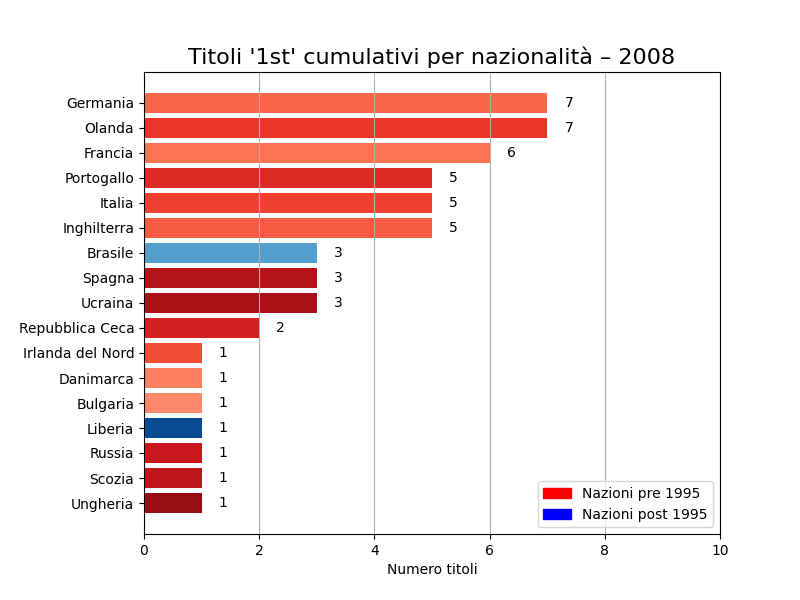 Titoli '1st' cumulativi per nazionalità – 2008
Germania 7
Olanda 7
Francia 6
Portogallo 5
Italia 5
Inghilterra 5
Brasile 3
Spagna 3
Ucraina 3
Repubblica Ceca 2
Irlanda del Nord 1
Danimarca 1
Bulgaria 1
Liberia 1
Russia 1
Scozia 1
Ungheria 1
Nazioni pre 1995
Nazioni post 1995
0 2 4 6 8 10
Numero titoli